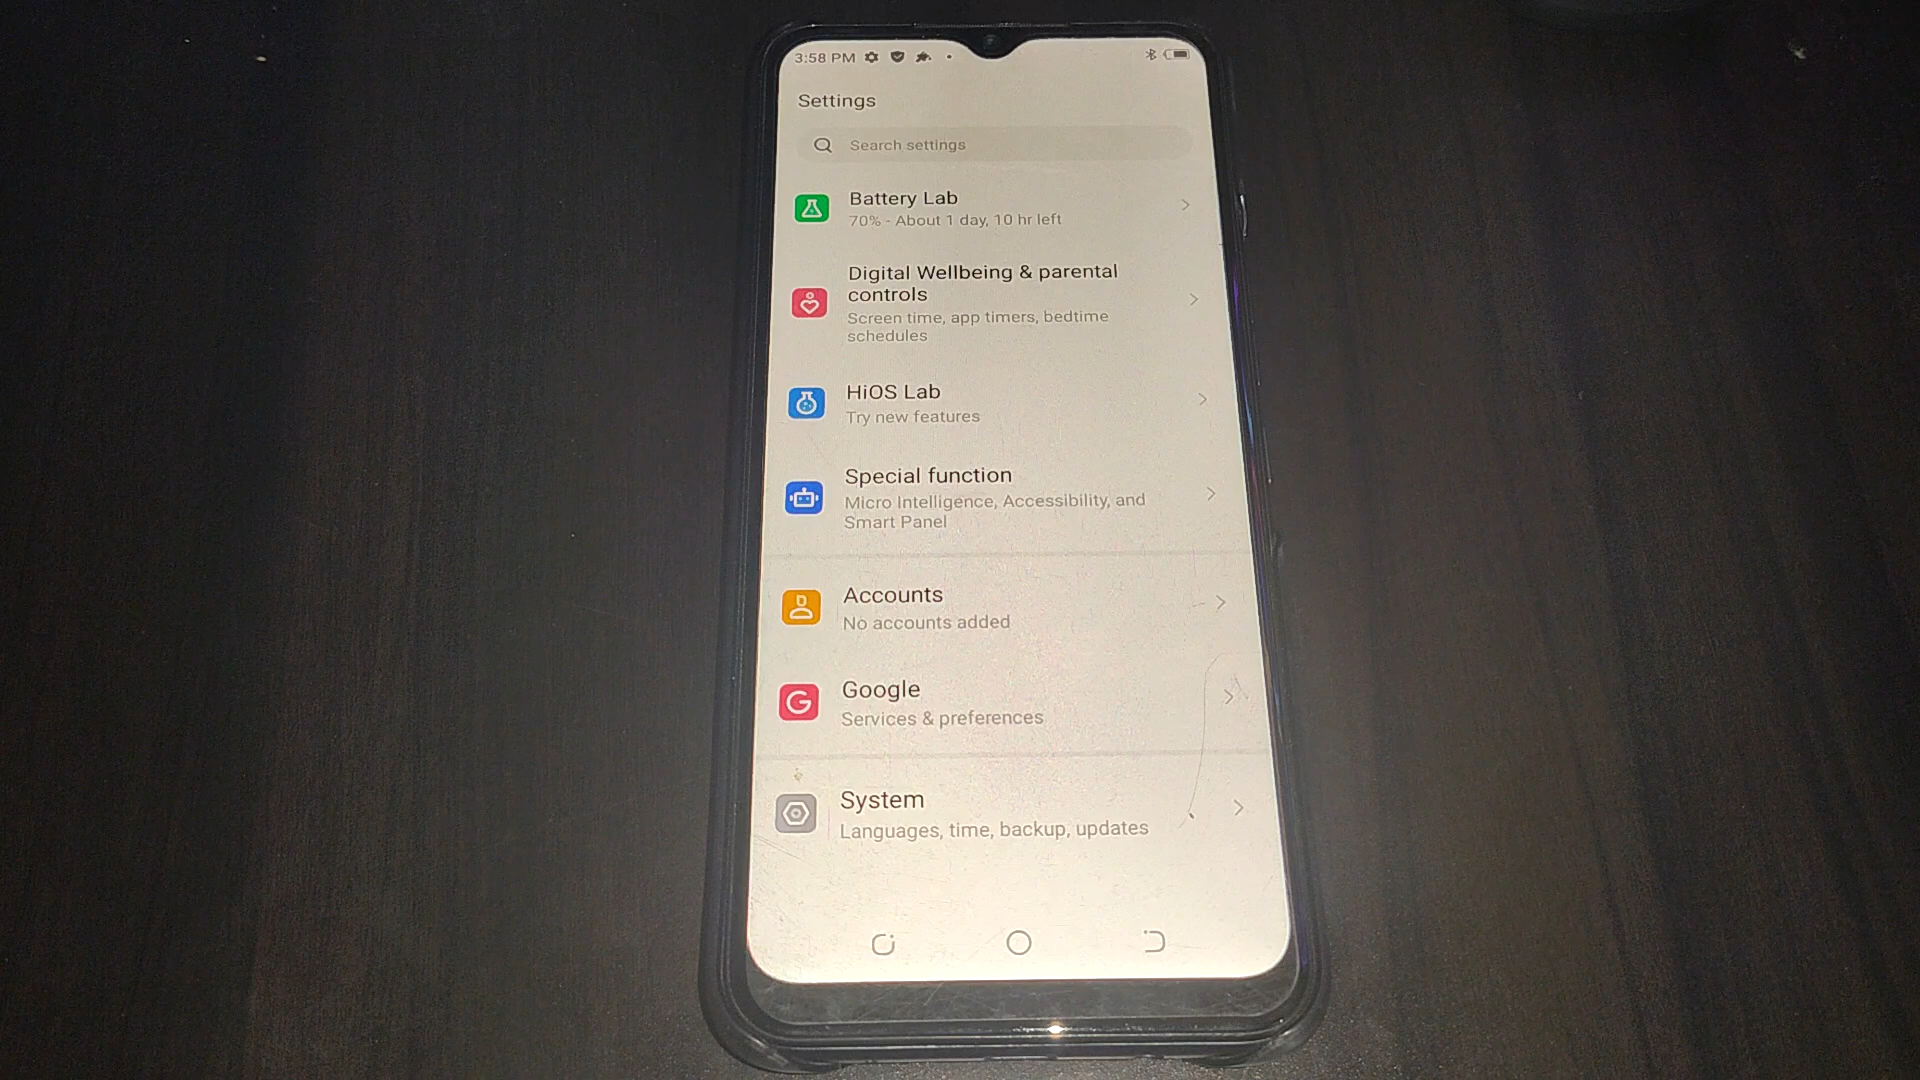 3:58 PM
Settings
Search settings
Battery Lab
70% - About 1 day, 10 hr left
Digital Wellbeing & parental
controls
Screen time, app timers, bedtime
schedules
HiOS Lab
Try new features
Special function
Micro Intelligence, Accessibility, and
Smart Panel
Accounts
No accounts added
Google
Services & preferences
System
Languages, time, backup, updates